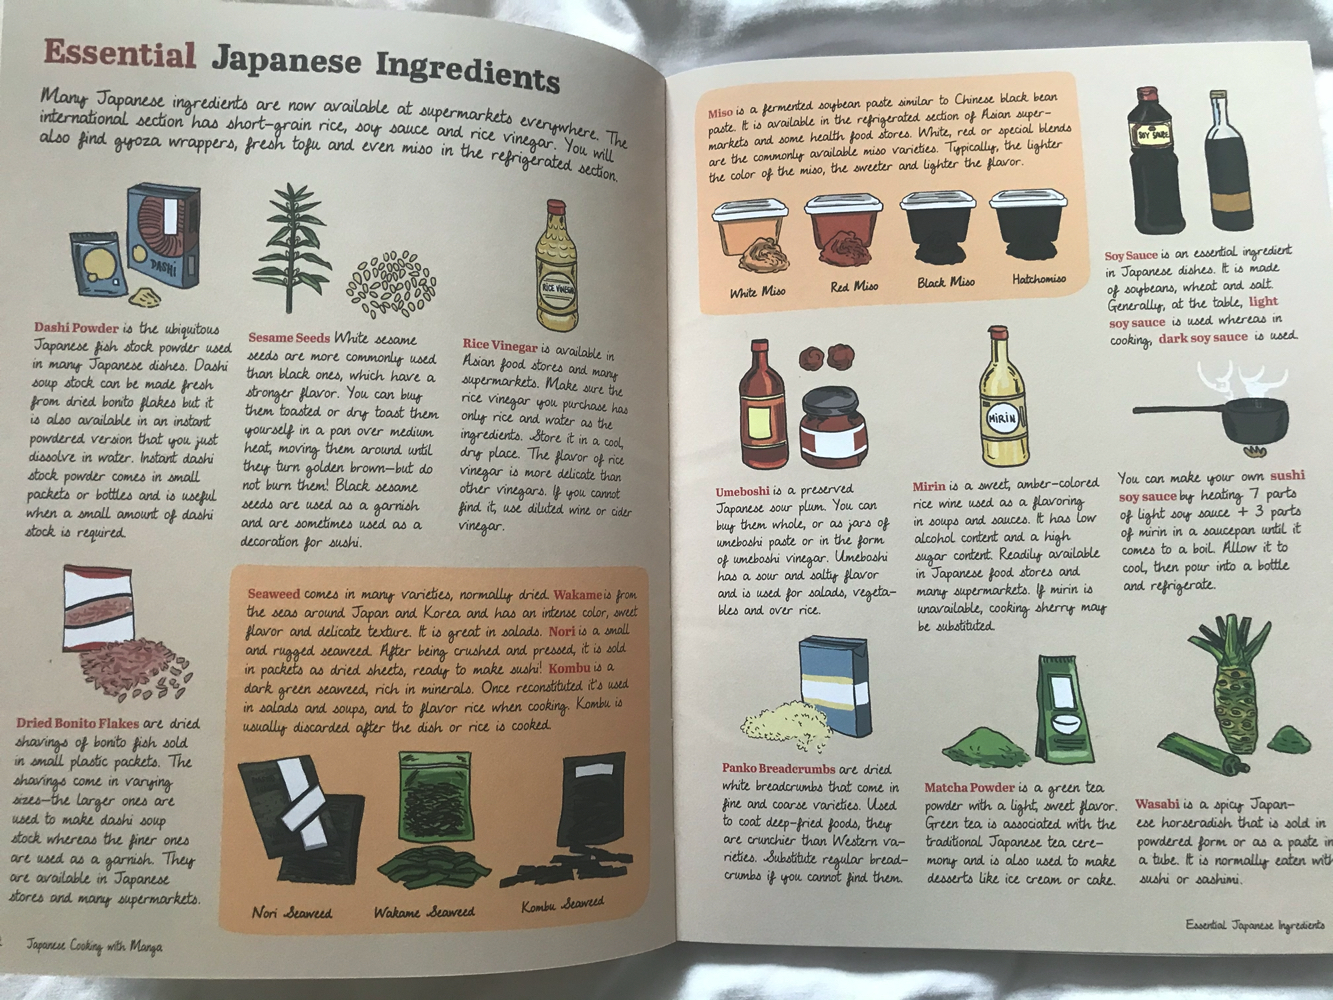 Essential Japanese Ingredients
Many Japanese ingredients are now available at supermarkets everywhere. The
international section has short-grain rice, soy sauce and rice vinegar. You will
also find gyoza wrappers, fresh tofu and even miso in the refrigerated section.
DASHI
Dashi Powder is the ubiquitous
Japanese fish stock powder used
in many Japanese dishes. Dashi
soup stock can be made fresh
from dried bonito flakes but it
is also available in an instant
powdered version that you just
dissolve in water. Instant dashi
stock powder comes in small
packets or bottles and is useful
when a small amount of dashi
stock is required.
Sesame Seeds White sesame
seeds are more commonly used
than black ones, which have a
stronger flavor. You can buy
them toasted or dry toast them
yourself in a pan over medium
heat, moving them around until
they turn golden brown—but do
not burn them! Black sesame
seeds are used as a garnish
and are sometimes used as a
decoration for sushi.
RICE VINEGAR
Rice Vinegar is available in
Asian food stores and many
supermarkets. Make sure the
rice vinegar you purchase has
only rice and water as the
ingredients. Store it in a cool,
dry place. The flavor of rice
vinegar is more delicate than
other vinegars. If you cannot
find it, use diluted wine or cider
vinegar.
Dried Bonito Flakes are dried
shavings of bonito fish sold
in small plastic packets. The
shavings come in varying
sizes—the larger ones are
used to make dashi soup
stock whereas the finer ones
are used as a garnish. They
are available in Japanese
stores and many supermarkets.
Seaweed comes in many varieties, normally dried. Wakame is from
the seas around Japan and Korea and has an intense color, sweet
flavor and delicate texture. It is great in salads. Nori is a small
and rugged seaweed. After being crushed and pressed, it is sold
in packets as dried sheets, ready to make sushi! Kombu is a
dark green seaweed, rich in minerals. Once reconstituted it's used
in salads and soups, and to flavor rice when cooking. Kombu is
usually discarded after the dish or rice is cooked.
Nori Seaweed
Wakame Seaweed
Kombu Seaweed
Japanese Cooking with Manga
Miso is a fermented soybean paste similar to Chinese black bean
paste. It is available in the refrigerated section of Asian super-
markets and some health food stores. White, red or special blends
are the commonly available miso varieties. Typically, the lighter
the color of the miso, the sweeter and lighter the flavor.
White Miso
Red Miso
Black Miso
Hatchomiso
SOY SAUCE
Soy Sauce is an essential ingredient
in Japanese dishes. It is made
of soybeans, wheat and salt.
Generally, at the table, light
soy sauce is used whereas in
cooking, dark soy sauce is used.
Umeboshi is a preserved
Japanese sour plum. You can
buy them whole, or as jars of
umeboshi paste or in the form
of umeboshi vinegar. Umeboshi
has a sour and salty flavor
and is used for salads, vegeta-
bles and over rice.
MIRIN
Mirin is a sweet, amber-colored
rice wine used as a flavoring
in soups and sauces. It has low
alcohol content and a high
sugar content. Readily available
in Japanese food stores and
many supermarkets. If mirin is
unavailable, cooking sherry may
be substituted.
You can make your own sushi
soy sauce by heating 7 parts
of light soy sauce + 3 parts
of mirin in a saucepan until it
comes to a boil. Allow it to
cool, then pour into a bottle
and refrigerate.
Panko Breadcrumbs are dried
white breadcrumbs that come in
fine and coarse varieties. Used
to coat deep-fried foods, they
are crunchier than Western va-
rieties. Substitute regular bread-
crumbs if you cannot find them.
Matcha Powder is a green tea
powder with a light, sweet flavor.
Green tea is associated with the
traditional Japanese tea cere-
mony and is also used to make
desserts like ice cream or cake.
Wasabi is a spicy Japan-
ese horseradish that is sold in
powdered form or as a paste in
a tube. It is normally eaten with
sushi or sashimi.
Essential Japanese Ingredients